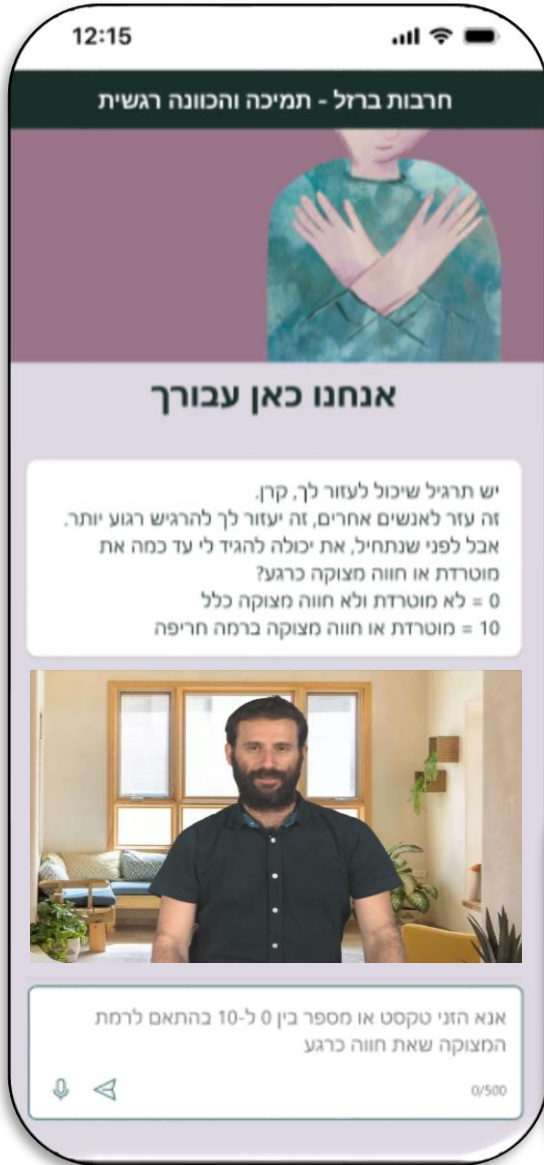 12:15
חרבות ברזל - תמיכה והכוונה רגשית
אנחנו כאן עבורך
יש תרגיל שיכול לעזור לך, קרן.
זה עזר לאנשים אחרים, זה יעזור לך להרגיש רגוע יותר.
אבל לפני שנתחיל, את יכולה להגיד לי עד כמה את
מוטרדת או חווה מצוקה כרגע?
0 = לא מוטרדת ולא חווה מצוקה כלל
10 = מוטרדת או חווה מצוקה ברמה חריפה
אנא הזני טקסט או מספר בין 0 ל-10 בהתאם לרמת
המצוקה שאת חווה כרגע
0/500